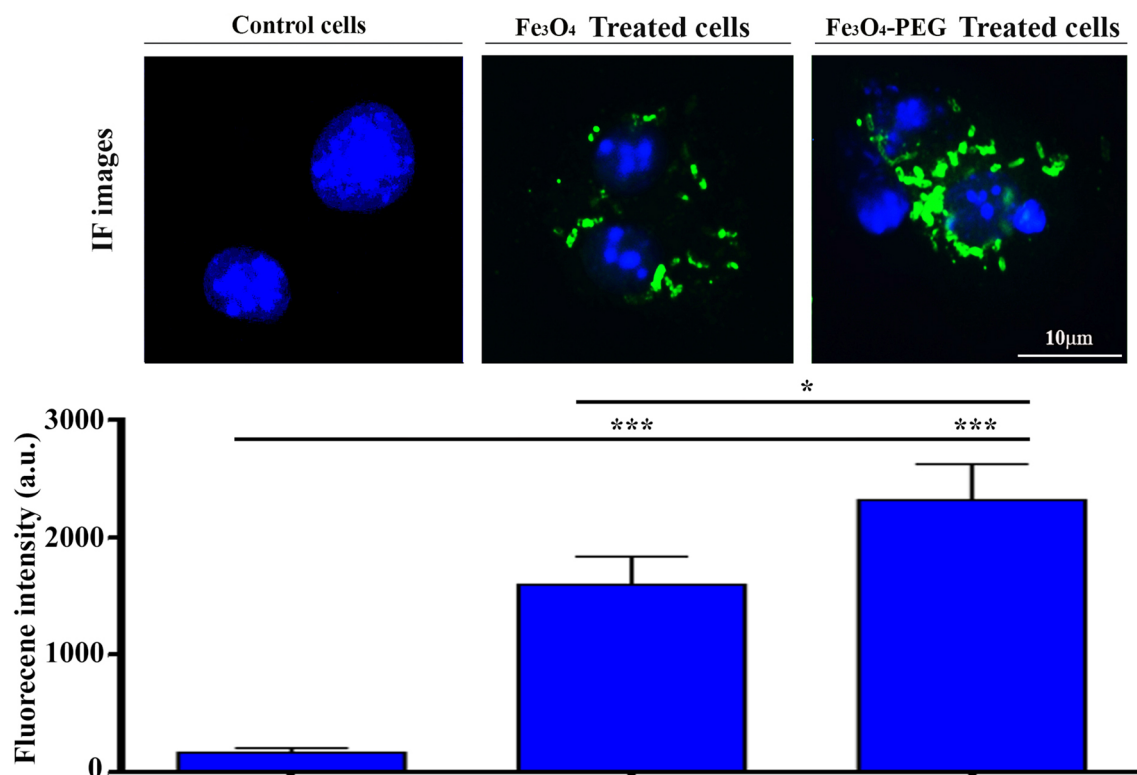 Control cells
Fe₃O₄ Treated cells
Fe₃O₄-PEG Treated cells
IF images
10μm
*
*** ***
Fluorecene intensity (a.u.)
3000
2000
1000
0